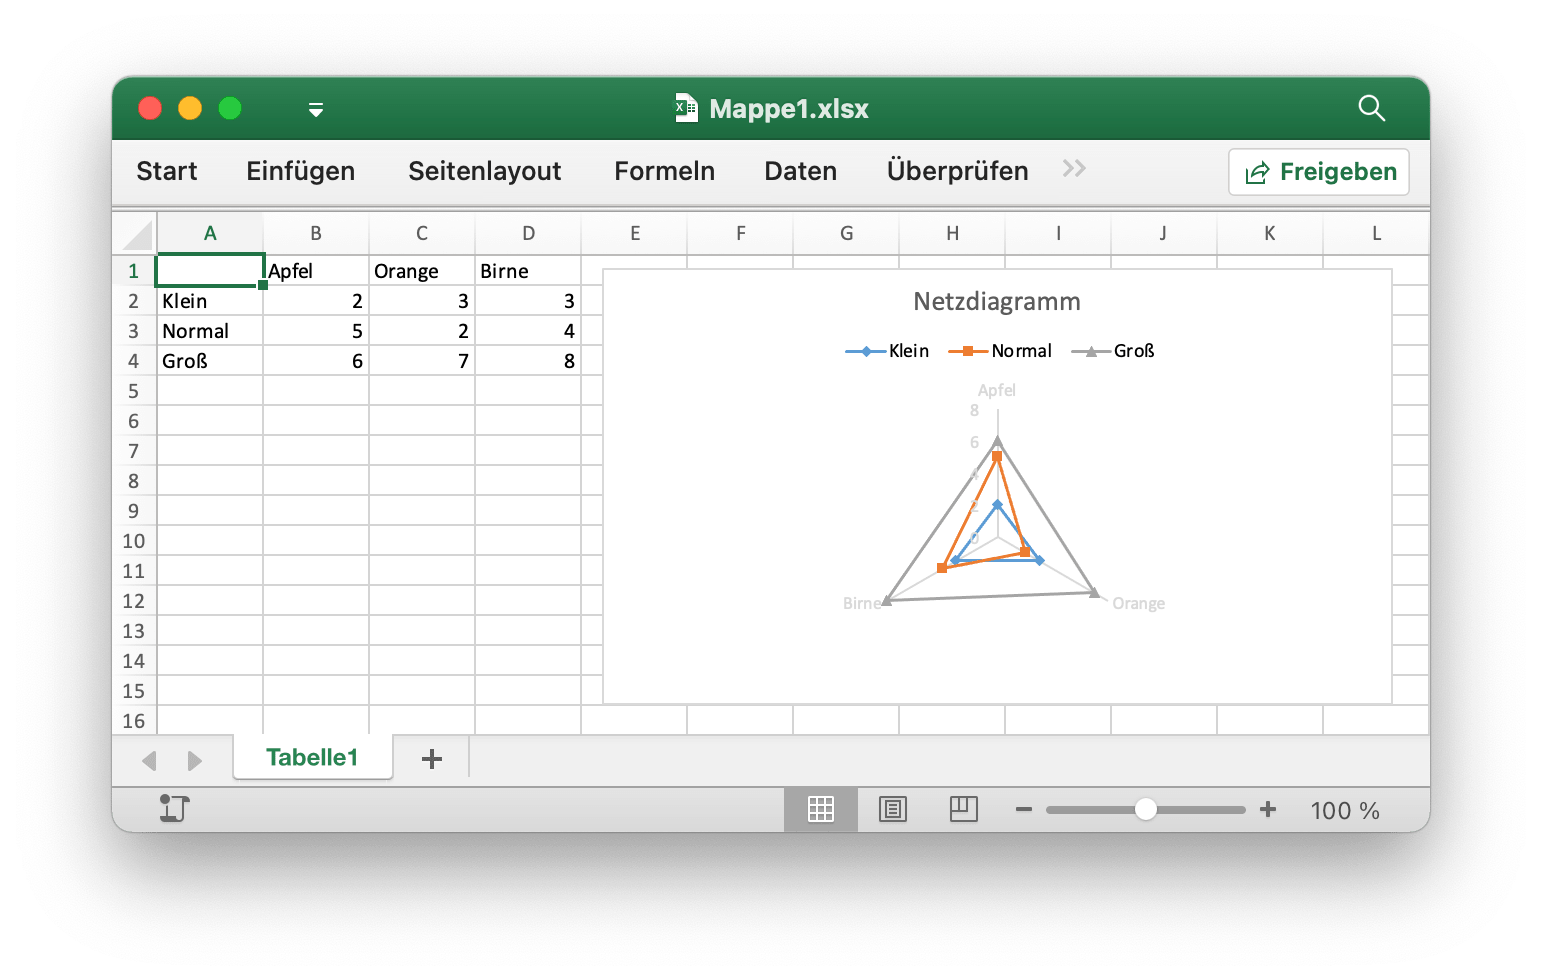 Mappe1.xlsx
Start Einfügen Seitenlayout Formeln Daten Überprüfen Freigeben
A B C D E F G H I J K L
1 Apfel Orange Birne
2 Klein 2 3 3
3 Normal 5 2 4
4 Groß 6 7 8
5
6
7
8
9
10
11
12
13
14
15
16
Netzdiagramm
Klein Normal Groß
Apfel
8
6
4
2
0
Birne Orange
Tabelle1
100 %